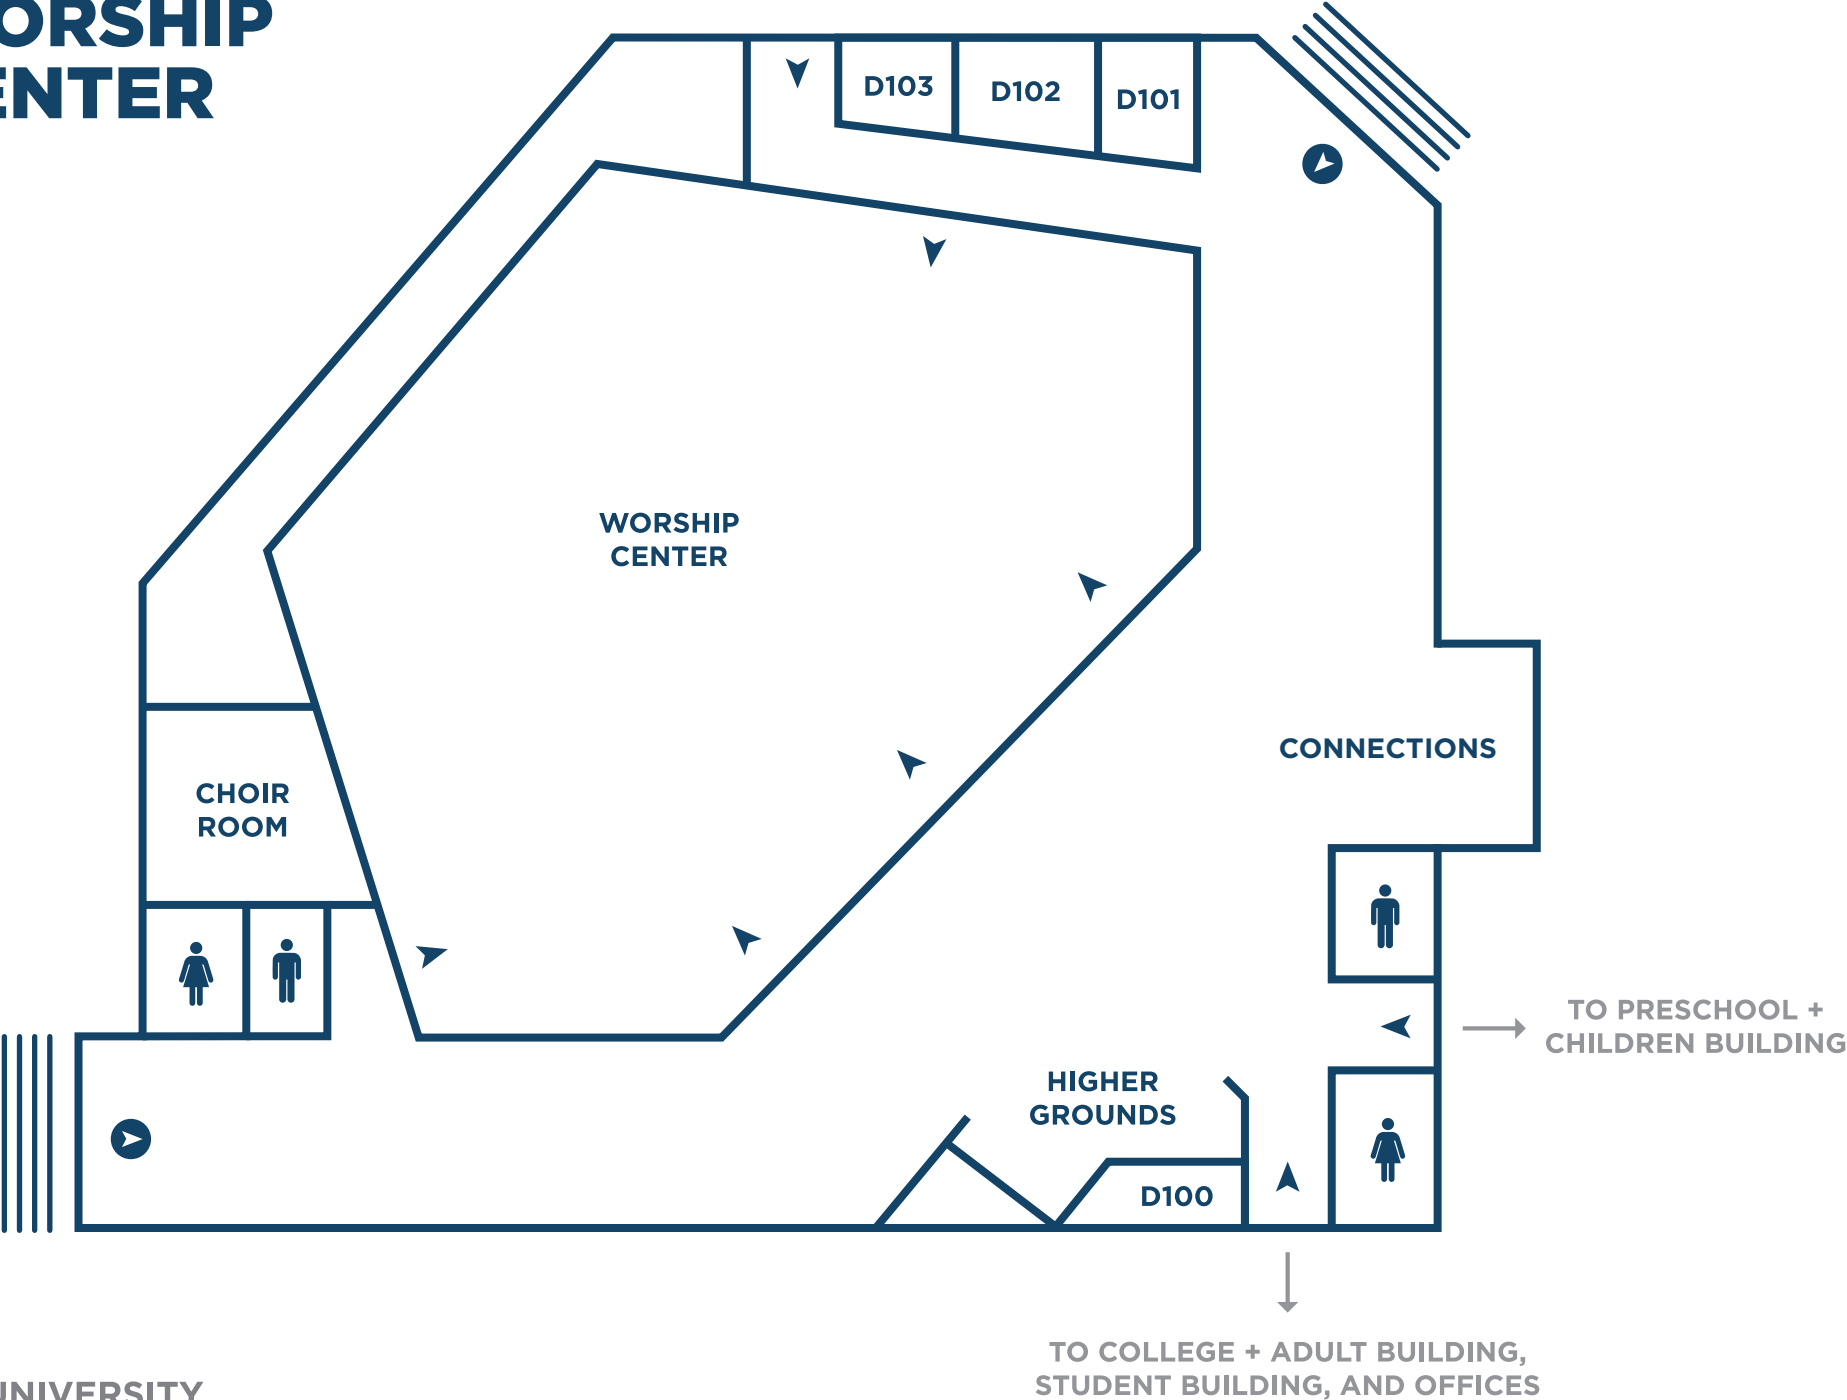 ORSHIP
ENTER
D103
D102
D101
WORSHIP
CENTER
CONNECTIONS
CHOIR
ROOM
TO PRESCHOOL +
CHILDREN BUILDING
HIGHER
GROUNDS
D100
TO COLLEGE + ADULT BUILDING,
STUDENT BUILDING, AND OFFICES
UNIVERSITY